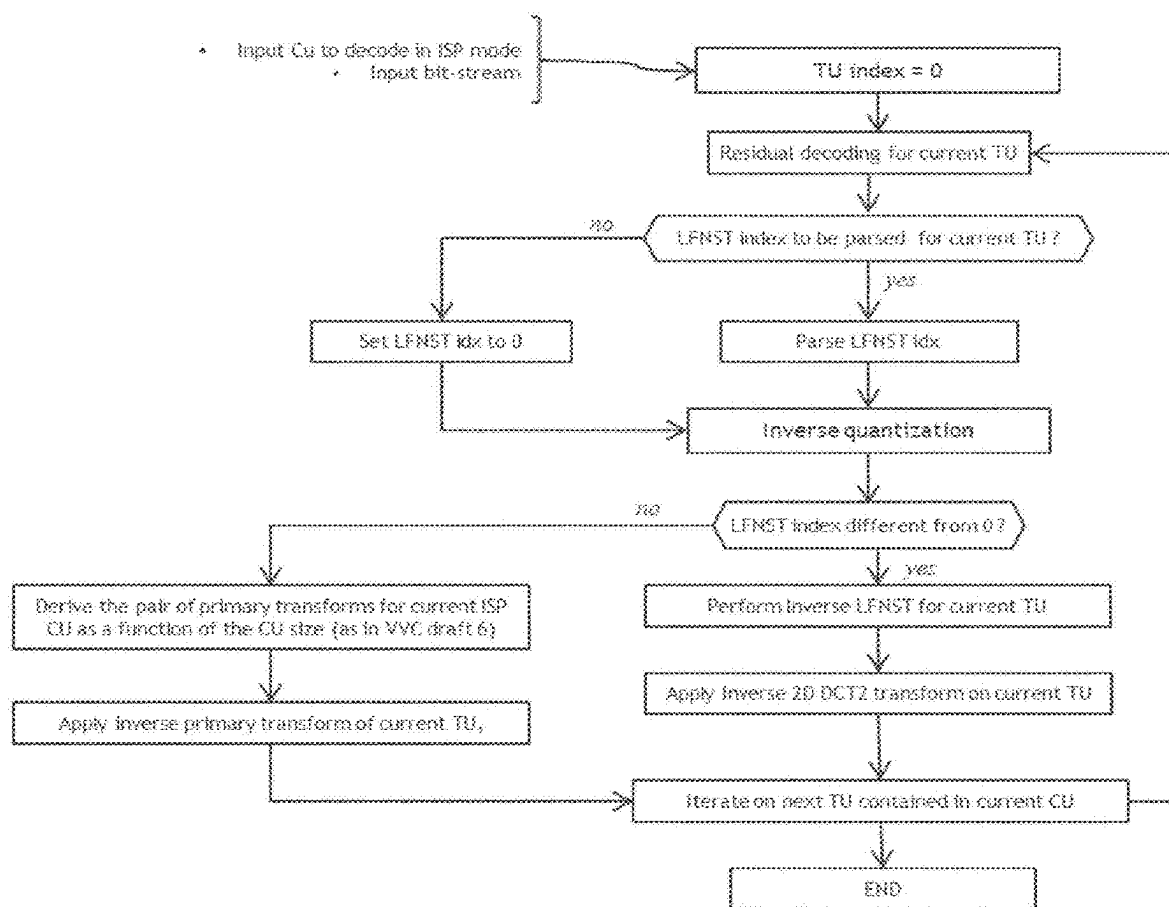 • Input Cu to decode in ISP mode
• Input bit-stream
TU index = 0
Residual decoding for current TU
LFNST index to be parsed for current TU ?
no
yes
Set LFNST idx to 0
Parse LFNST idx
Inverse quantization
LFNST index different from 0 ?
no
yes
Derive the pair of primary transforms for current ISP
CU as a function of the CU size (as in VVC draft 6)
Perform inverse LFNST for current TU
Apply inverse 2D DCT2 transform on current TU
Apply inverse primary transform of current TU,
Iterate on next TU contained in current CU
END